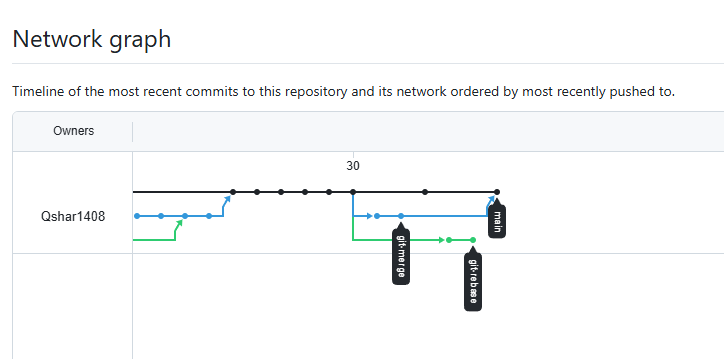 Network graph
Timeline of the most recent commits to this repository and its network ordered by most recently pushed to.
Owners
30
Qshar1408
main
git-merge
git-rebase